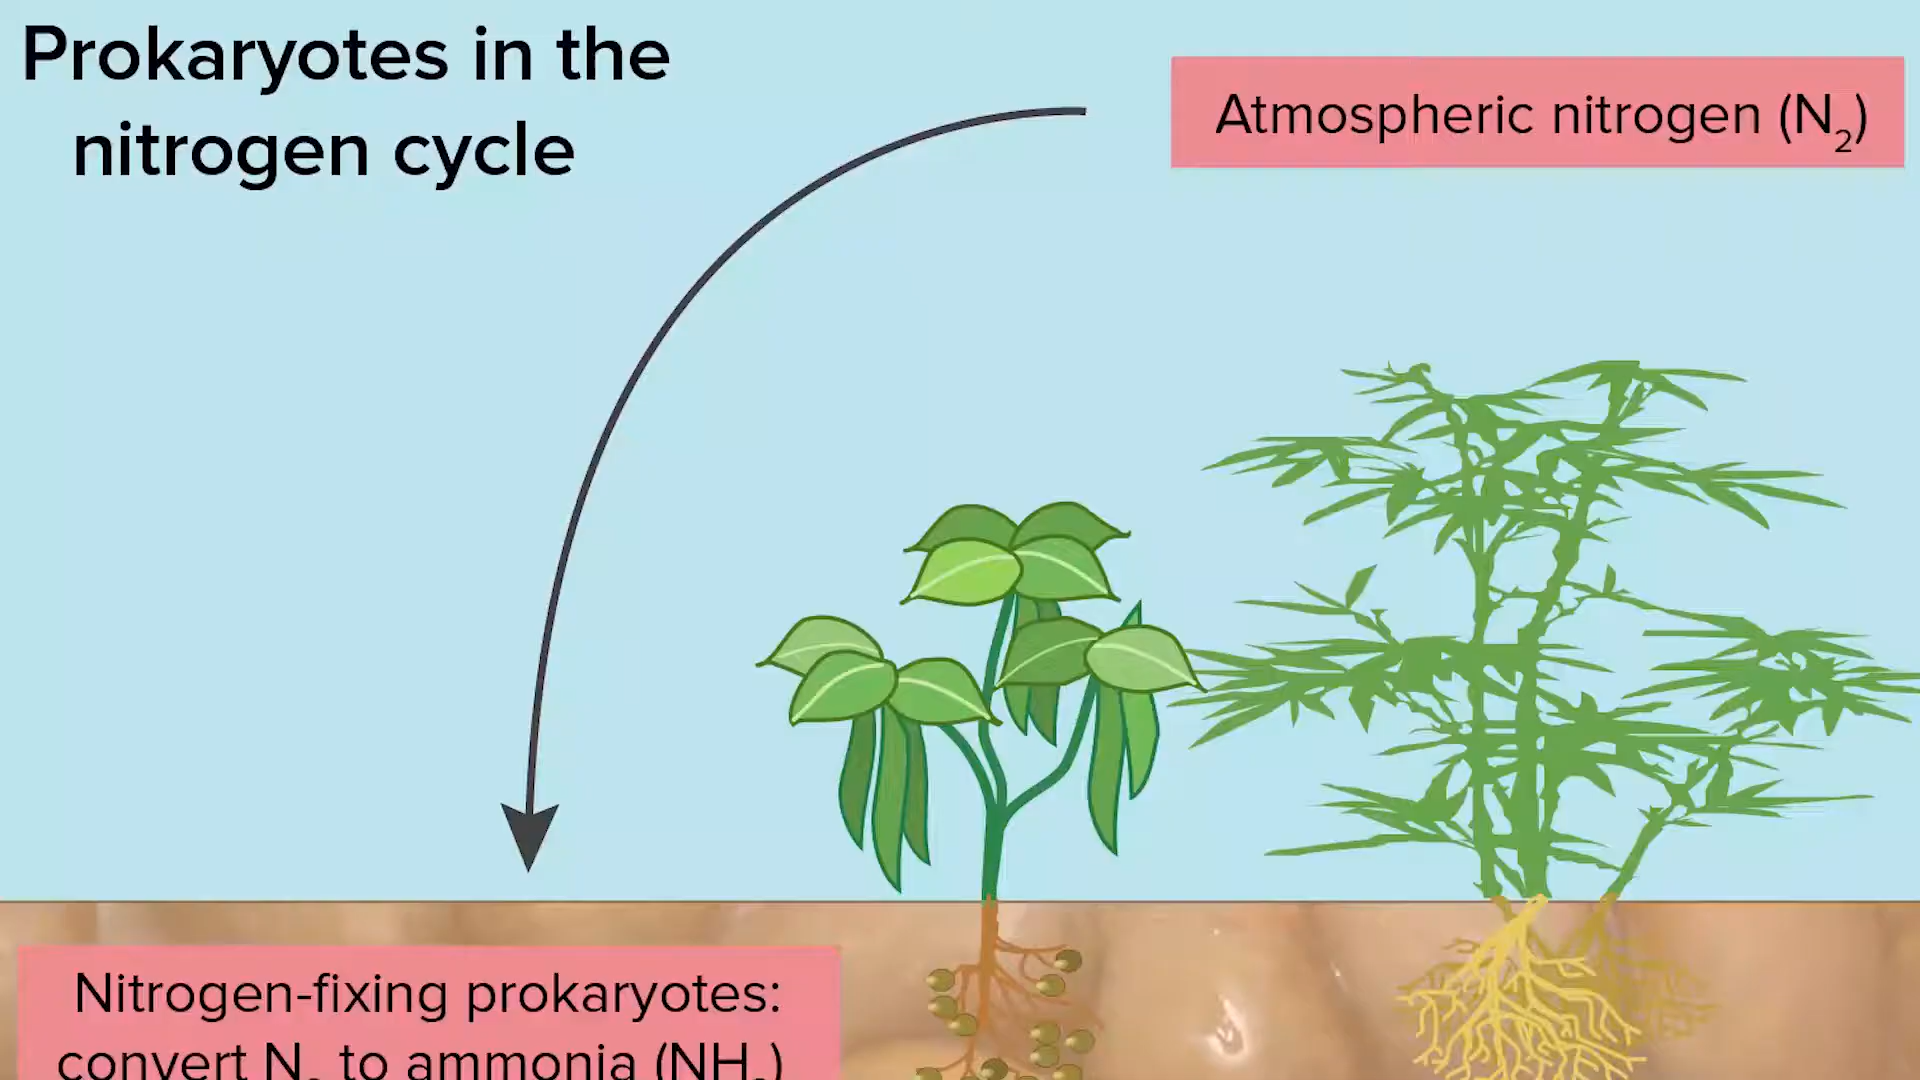 Prokaryotes in the
nitrogen cycle
Atmospheric nitrogen (N₂)
Nitrogen-fixing prokaryotes:
convert N₂ to ammonia (NH₃)